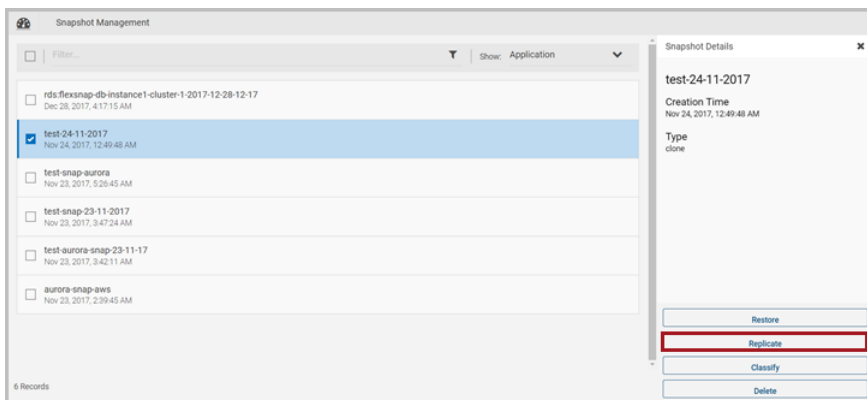 Snapshot Management
Filter...
Show: Application
rds:flexsnap-db-instance1-cluster-1-2017-12-28-12-17
Dec 28, 2017, 4:17:15 AM
test-24-11-2017
Nov 24, 2017, 12:49:48 AM
test-snap-aurora
Nov 23, 2017, 5:26:45 AM
test-snap-23-11-2017
Nov 23, 2017, 3:47:24 AM
test-aurora-snap-23-11-17
Nov 23, 2017, 3:42:11 AM
aurora-snap-aws
Nov 23, 2017, 2:39:45 AM
6 Records
Snapshot Details
test-24-11-2017
Creation Time
Nov 24, 2017, 12:49:48 AM
Type
clone
Restore
Replicate
Classify
Delete